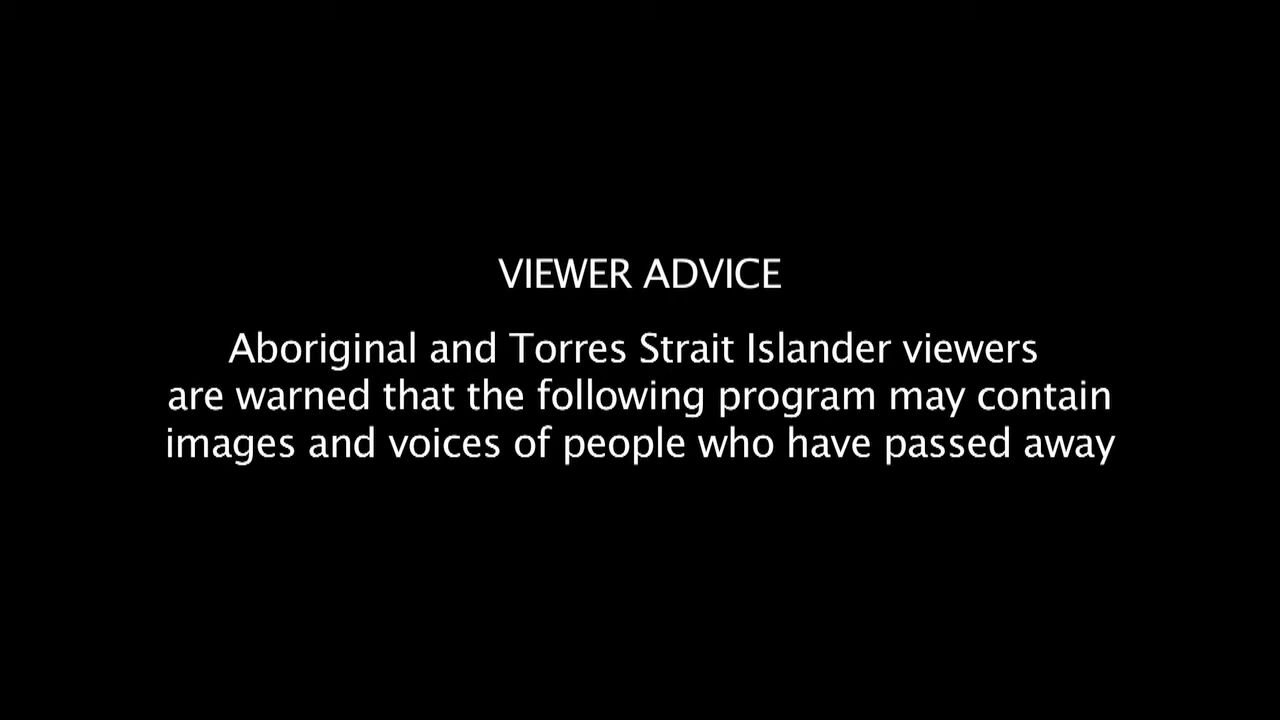 VIEWER ADVICE
Aboriginal and Torres Strait Islander viewers
are warned that the following program may contain
images and voices of people who have passed away